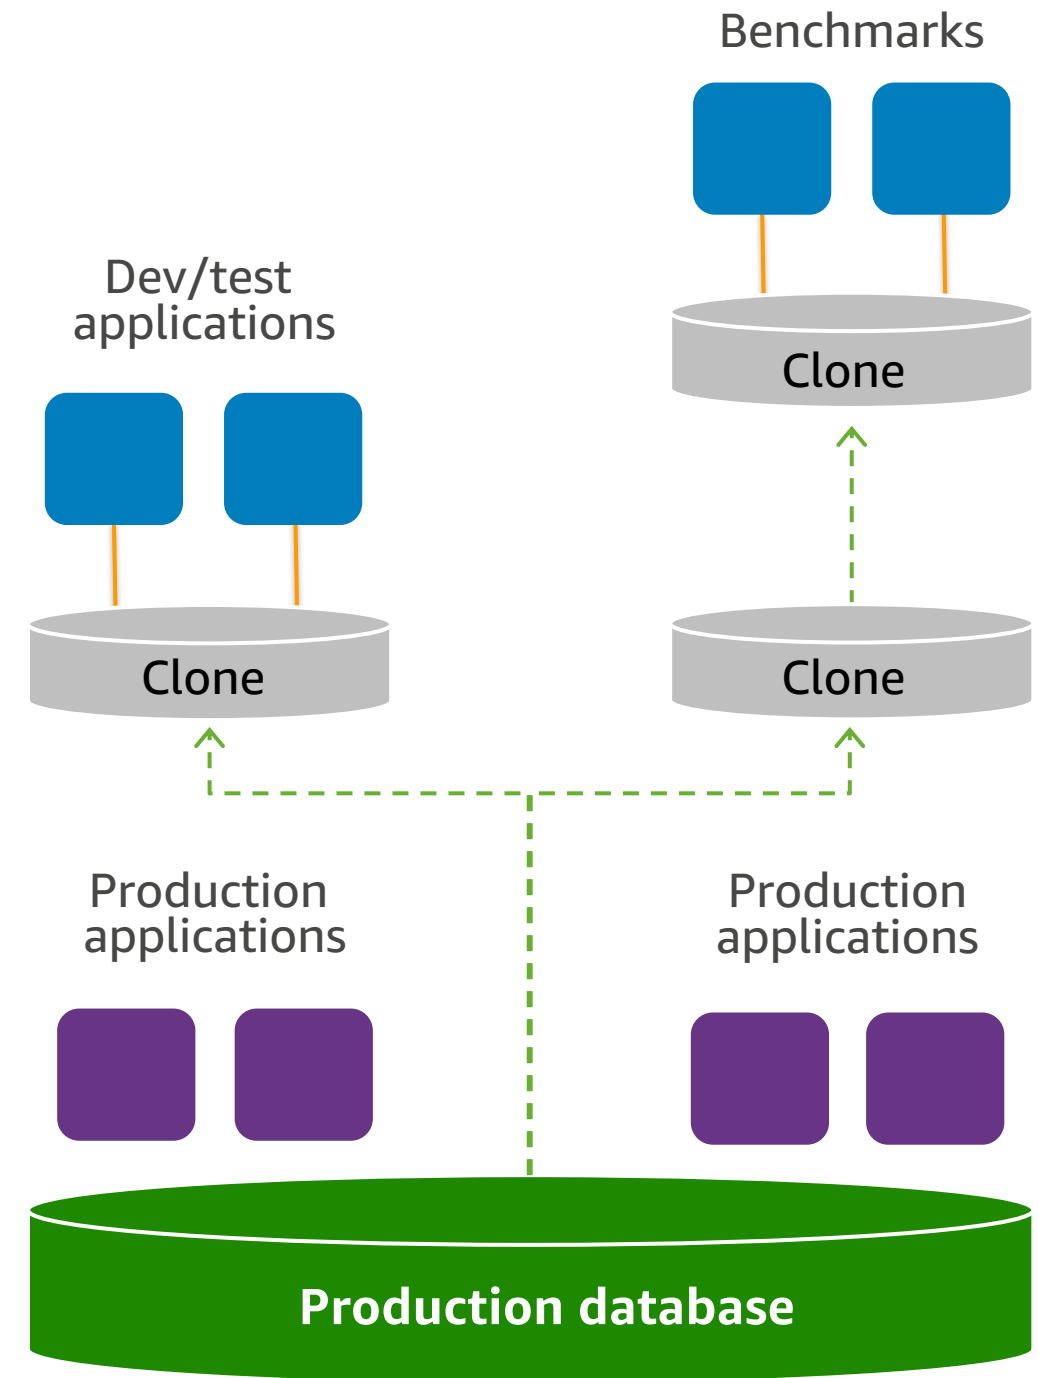 Benchmarks
Clone
Dev/test
applications
Clone
Clone
Production
applications
Production
applications
Production database